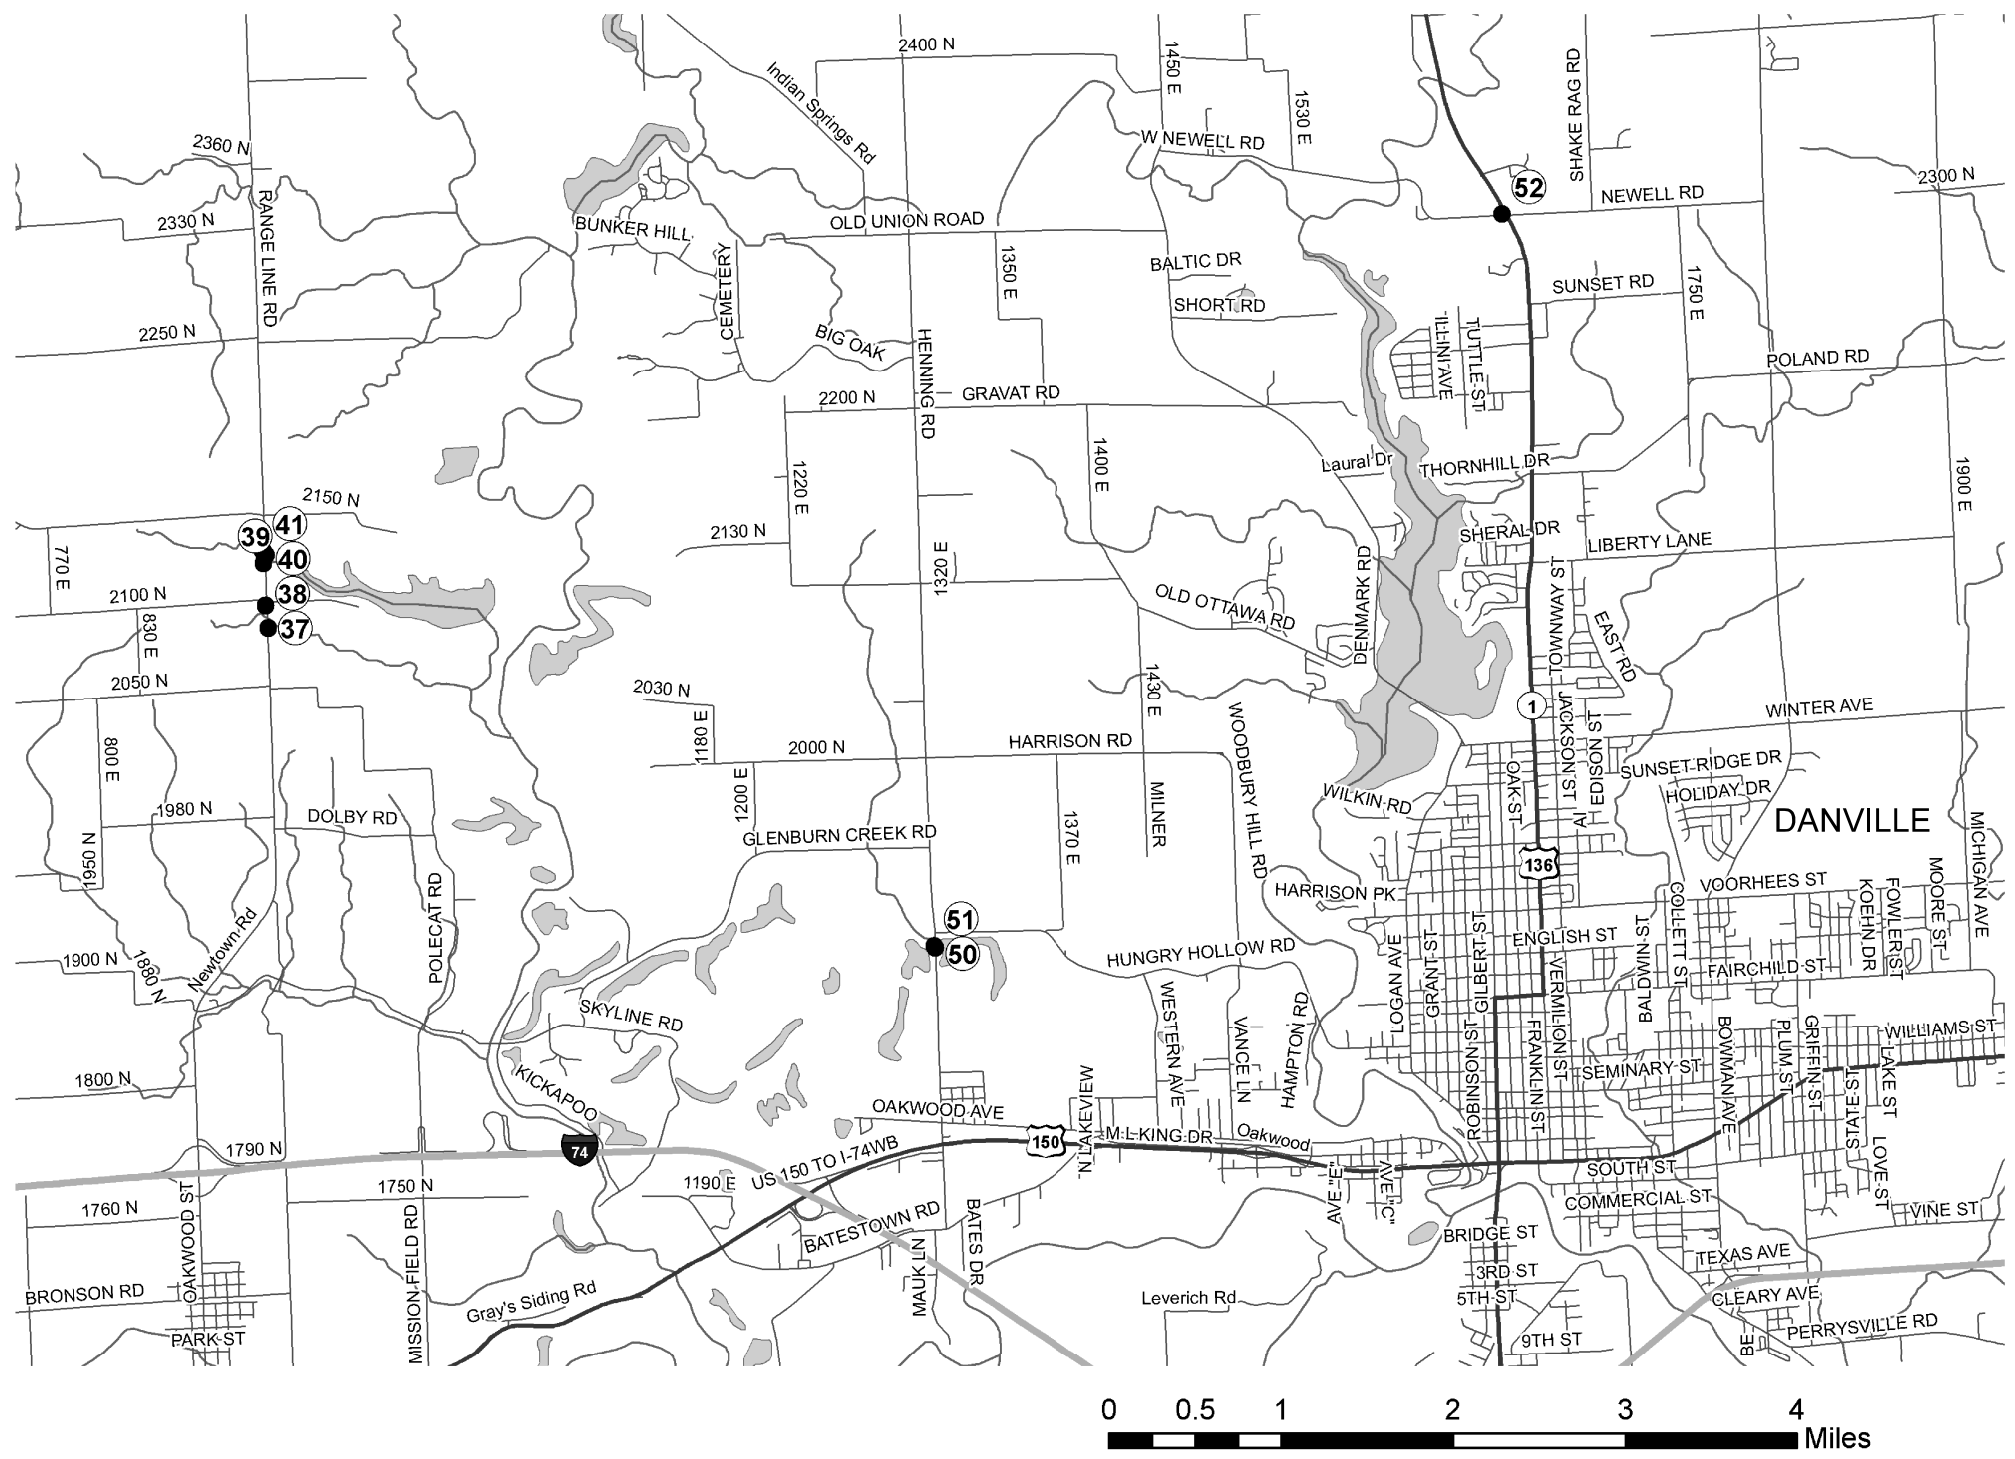 2400 N
1450 E
Indian Springs Rd
1530 E
SHAKE RAG RD
W NEWELL RD
2360 N
52
2300 N
NEWELL RD
RANGE LINE RD
2330 N
BUNKER HILL
OLD UNION ROAD
CEMETERY
1350 E
BALTIC DR
SHORT RD
SUNSET RD
1750 E
2250 N
BIG OAK
HENNING RD
ILLINI AVE
TUTTLE ST
POLAND RD
2200 N
GRAVAT RD
1400 E
1220 E
Laural Dr
THORNHILL DR
1900 E
2150 N
41
39
40
2130 N
SHERAL DR
LIBERTY LANE
770 E
1320 E
DENMARK RD
TOWNWAY ST
2100 N
38
OLD OTTAWA RD
830 E
37
EAST RD
2050 N
2030 N
1430 E
1180 E
WOODBURY HILL RD
1
JACKSON ST
EDISON ST
WINTER AVE
800 E
2000 N
HARRISON RD
OAK ST
SUNSET RIDGE DR
HOLIDAY DR
1200 E
MILNER
WILKIN RD
DANVILLE
1980 N
DOLBY RD
GLENBURN CREEK RD
1370 E
MICHIGAN AVE
1950 N
136
POLECAT RD
HARRISON PK
COLLETT ST
VOORHEES ST
KOEHN DR
FOWLER ST
MOORE ST
Newtown Rd
51
50
HUNGRY HOLLOW RD
LOGAN AVE
GRANT ST
GILBERT ST
ENGLISH ST
BALDWIN ST
FAIRCHILD ST
1900 N
1880 N
VERMILION ST
SKYLINE RD
WESTERN AVE
VANCE LN
HAMPTON RD
ROBINSON ST
FRANKLIN ST
BOWMAN AVE
PLUM ST
GRIFFIN ST
WILLIAMS ST
SEMINARY ST
LAKE ST
STATE ST
1800 N
KICKAPOO
N LAKEVIEW
OAKWOOD AVE
150
M L KING DR
Oakwood
1790 N
74
US 150 TO I-74WB
AVE "E"
AVE "C"
SOUTH ST
LOVE ST
1760 N
OAKWOOD ST
1750 N
1190 E
COMMERCIAL ST
VINE ST
MISSION FIELD RD
BATESTOWN RD
MAUK LN
BATES DR
BRIDGE ST
TEXAS AVE
3RD ST
5TH ST
CLEARY AVE
BRONSON RD
Gray's Siding Rd
Leverich Rd
PARK ST
9TH ST
BE
PERRYSVILLE RD
0 0.5 1 2 3 4
Miles